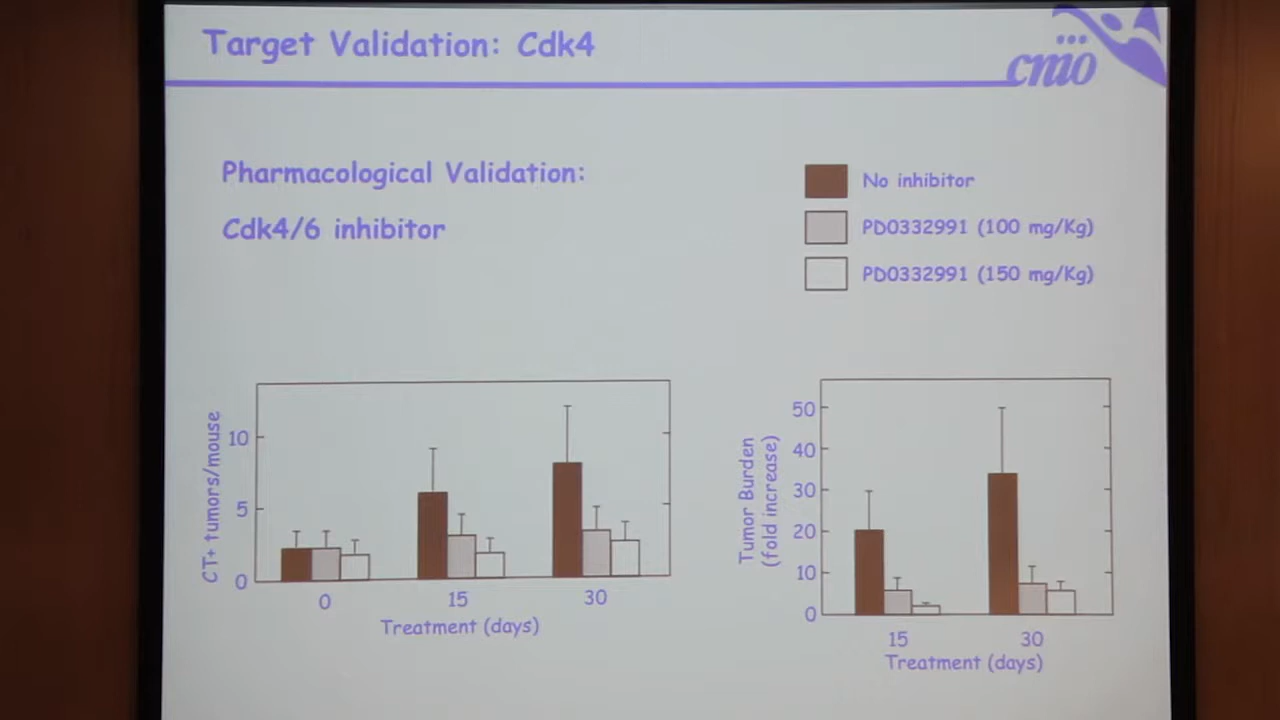 Target Validation: Cdk4
cnio
Pharmacological Validation:
Cdk4/6 inhibitor
No inhibitor
PD0332991 (100 mg/Kg)
PD0332991 (150 mg/Kg)
CT+ tumors/mouse
10
5
0
0
15
30
Treatment (days)
Tumor Burden
(fold increase)
50
40
30
20
10
0
15
30
Treatment (days)